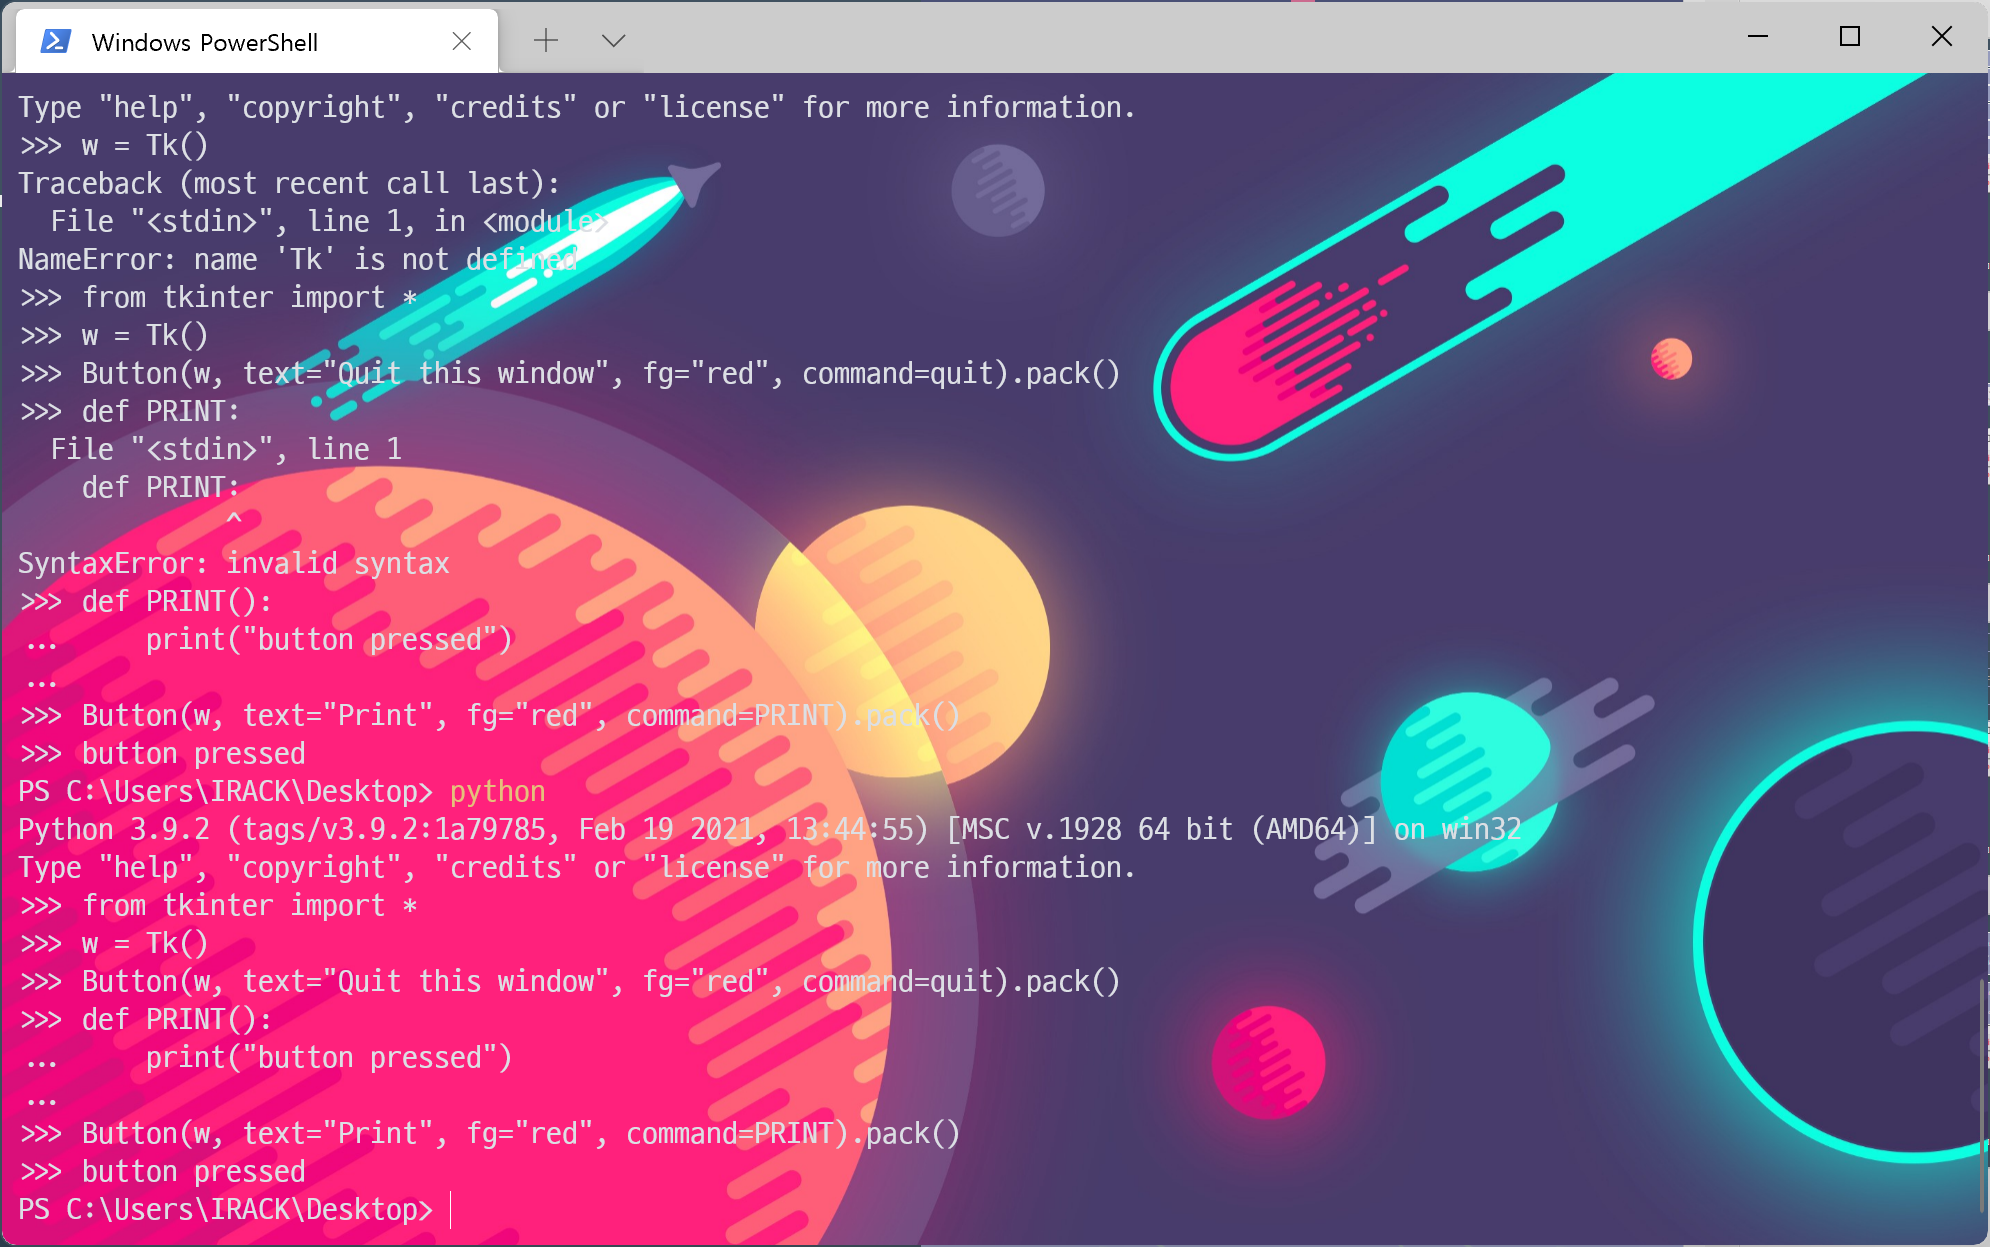 Windows PowerShell
Type "help", "copyright", "credits" or "license" for more information.
>>> w = Tk()
Traceback (most recent call last):
  File "<stdin>", line 1, in <module>
NameError: name 'Tk' is not defined
>>> from tkinter import *
>>> w = Tk()
>>> Button(w, text="Quit this window", fg="red", command=quit).pack()
>>> def PRINT:
  File "<stdin>", line 1
    def PRINT:
             ^
SyntaxError: invalid syntax
>>> def PRINT():
...     print("button pressed")
...
>>> Button(w, text="Print", fg="red", command=PRINT).pack()
>>> button pressed
PS C:\Users\IRACK\Desktop> python
Python 3.9.2 (tags/v3.9.2:1a79785, Feb 19 2021, 13:44:55) [MSC v.1928 64 bit (AMD64)] on win32
Type "help", "copyright", "credits" or "license" for more information.
>>> from tkinter import *
>>> w = Tk()
>>> Button(w, text="Quit this window", fg="red", command=quit).pack()
>>> def PRINT():
...     print("button pressed")
...
>>> Button(w, text="Print", fg="red", command=PRINT).pack()
>>> button pressed
PS C:\Users\IRACK\Desktop>